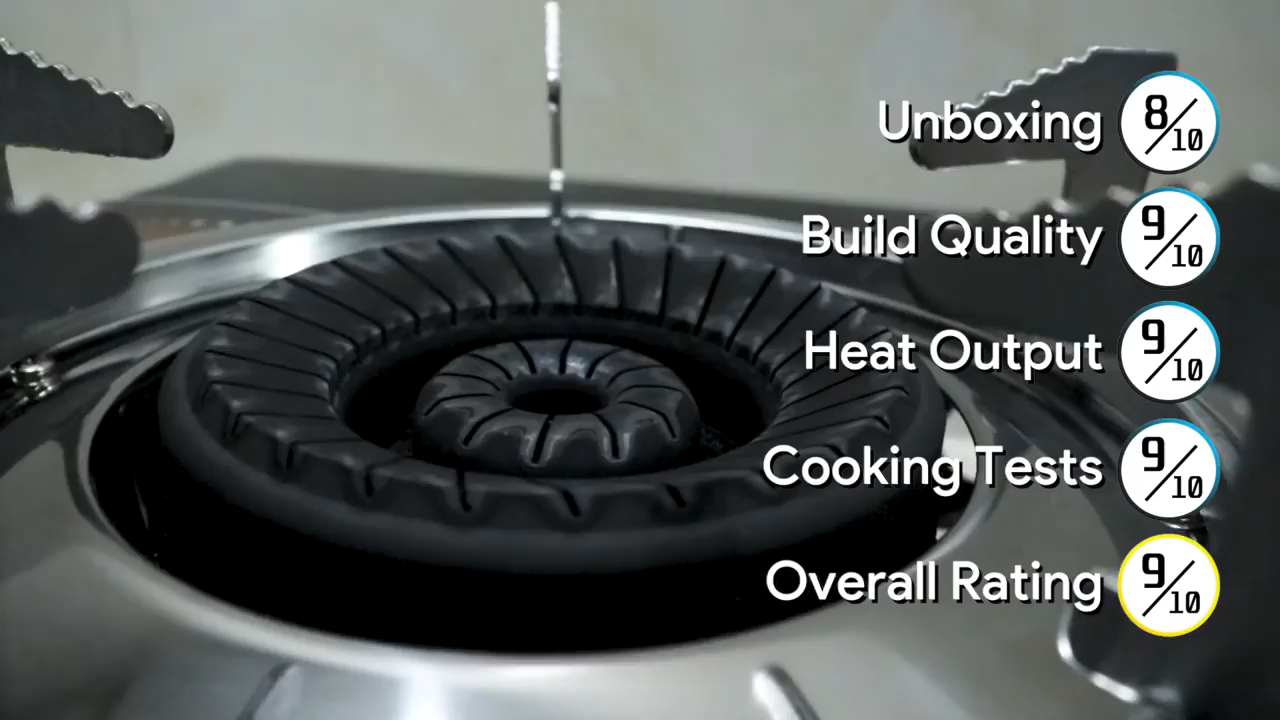 Unboxing 8/10
Build Quality 9/10
Heat Output 9/10
Cooking Tests 9/10
Overall Rating 9/10